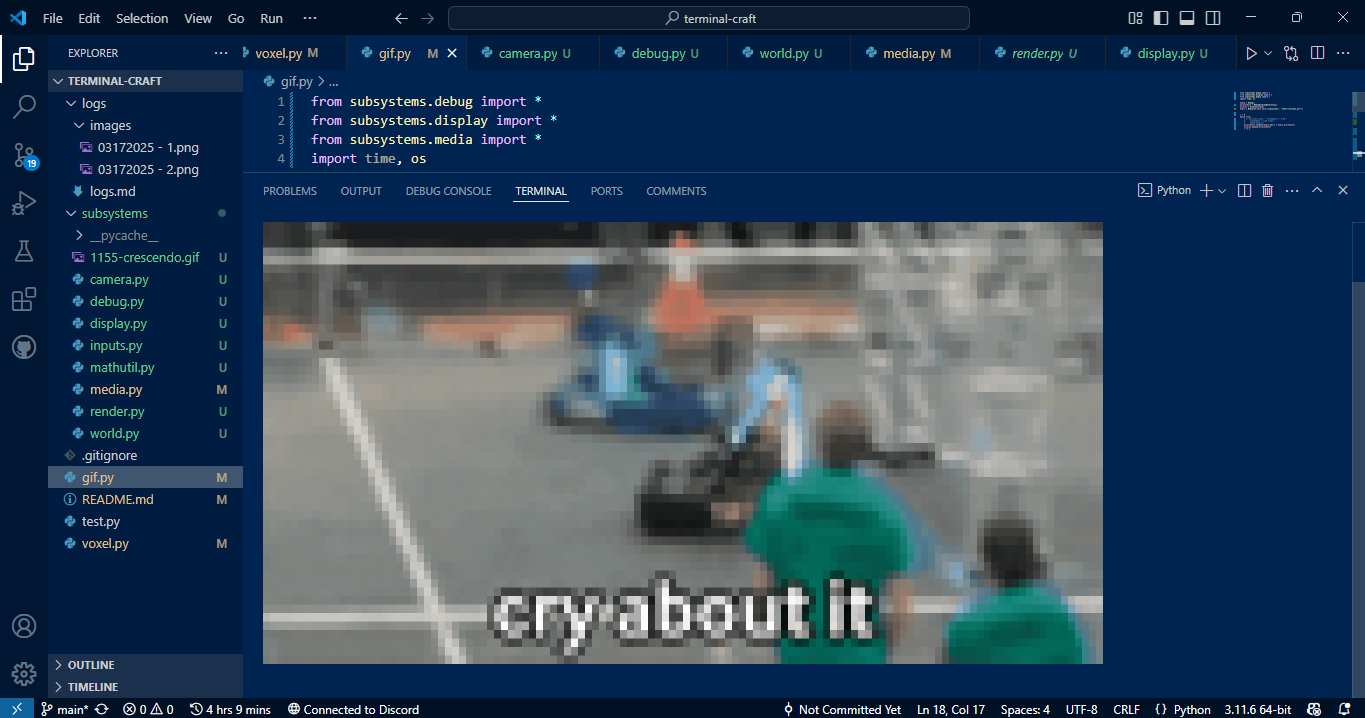 File Edit Selection View Go Run ··· terminal-craft
EXPLORER ···
TERMINAL-CRAFT
logs
images
03172025 - 1.png
03172025 - 2.png
logs.md
subsystems
__pycache__
1155-crescendo.gif U
camera.py U
debug.py U
display.py U
inputs.py U
mathutil.py U
media.py M
render.py U
world.py U
.gitignore
gif.py M
README.md M
test.py
voxel.py M
OUTLINE
TIMELINE
voxel.py M gif.py M camera.py U debug.py U world.py U media.py M render.py U display.py U
gif.py > ...
1 from subsystems.debug import *
2 from subsystems.display import *
3 from subsystems.media import *
4 import time, os
PROBLEMS OUTPUT DEBUG CONSOLE TERMINAL PORTS COMMENTS Python
cry about it
19
main* 0 0 4 hrs 9 mins Connected to Discord Not Committed Yet Ln 18, Col 17 Spaces: 4 UTF-8 CRLF {} Python 3.11.6 64-bit